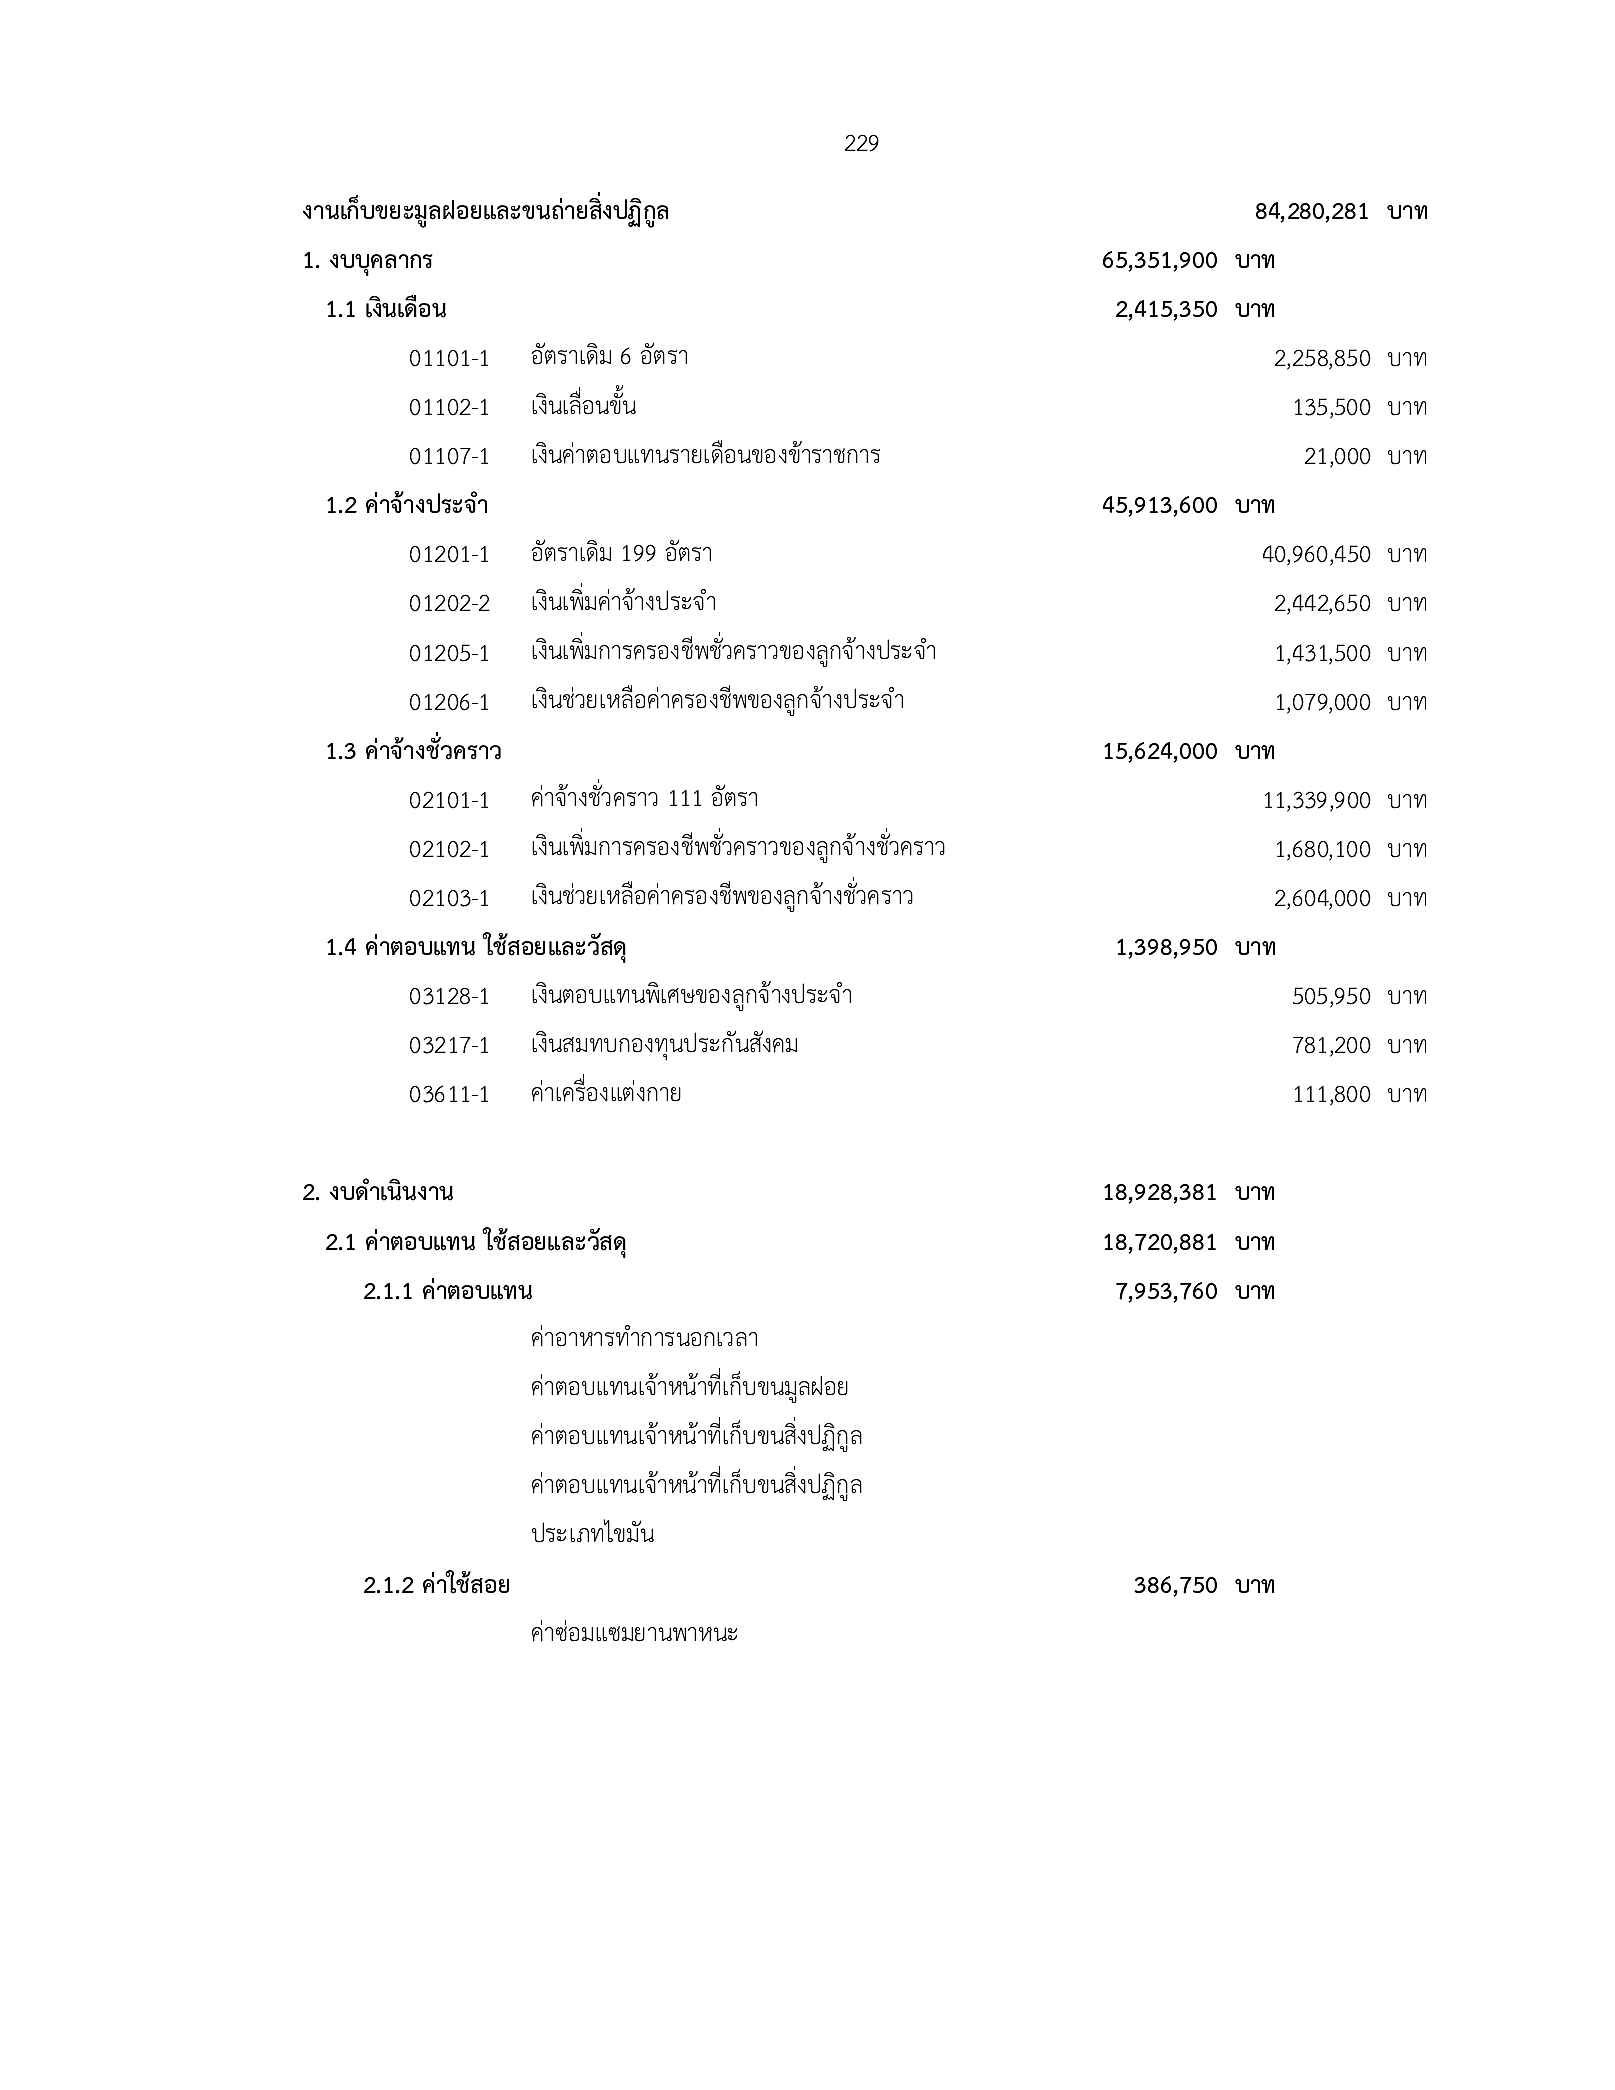 229
งานเก็บขยะมูลฝอยและขนถ่ายสิ่งปฏิกูล 84,280,281 บาท
1. งบบุคลากร 65,351,900 บาท
1.1 เงินเดือน 2,415,350 บาท
01101-1 อัตราเดิม 6 อัตรา 2,258,850 บาท
01102-1 เงินเลื่อนขั้น 135,500 บาท
01107-1 เงินค่าตอบแทนรายเดือนของข้าราชการ 21,000 บาท
1.2 ค่าจ้างประจำ 45,913,600 บาท
01201-1 อัตราเดิม 199 อัตรา 40,960,450 บาท
01202-2 เงินเพิ่มค่าจ้างประจำ 2,442,650 บาท
01205-1 เงินเพิ่มการครองชีพชั่วคราวของลูกจ้างประจำ 1,431,500 บาท
01206-1 เงินช่วยเหลือค่าครองชีพของลูกจ้างประจำ 1,079,000 บาท
1.3 ค่าจ้างชั่วคราว 15,624,000 บาท
02101-1 ค่าจ้างชั่วคราว 111 อัตรา 11,339,900 บาท
02102-1 เงินเพิ่มการครองชีพชั่วคราวของลูกจ้างชั่วคราว 1,680,100 บาท
02103-1 เงินช่วยเหลือค่าครองชีพของลูกจ้างชั่วคราว 2,604,000 บาท
1.4 ค่าตอบแทน ใช้สอยและวัสดุ 1,398,950 บาท
03128-1 เงินตอบแทนพิเศษของลูกจ้างประจำ 505,950 บาท
03217-1 เงินสมทบกองทุนประกันสังคม 781,200 บาท
03611-1 ค่าเครื่องแต่งกาย 111,800 บาท
2. งบดำเนินงาน 18,928,381 บาท
2.1 ค่าตอบแทน ใช้สอยและวัสดุ 18,720,881 บาท
2.1.1 ค่าตอบแทน 7,953,760 บาท
ค่าอาหารทำการนอกเวลา
ค่าตอบแทนเจ้าหน้าที่เก็บขนมูลฝอย
ค่าตอบแทนเจ้าหน้าที่เก็บขนสิ่งปฏิกูล
ค่าตอบแทนเจ้าหน้าที่เก็บขนสิ่งปฏิกูล
ประเภทไขมัน
2.1.2 ค่าใช้สอย 386,750 บาท
ค่าซ่อมแซมยานพาหนะ